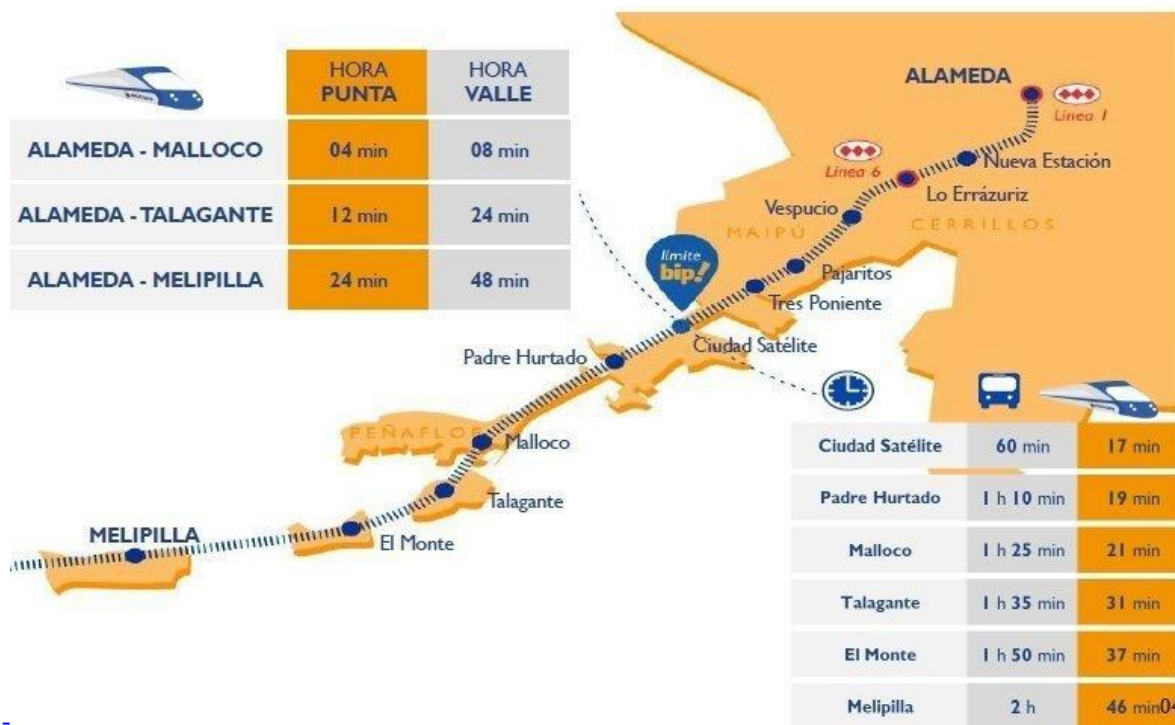 HORA PUNTA
HORA VALLE
ALAMEDA - MALLOCO 04 min 08 min
ALAMEDA - TALAGANTE 12 min 24 min
ALAMEDA - MELIPILLA 24 min 48 min
ALAMEDA
Línea 1
Nueva Estación
Línea 6
Lo Errázuriz
Vespucio
MAIPÚ
CERRILLOS
límite
bip!
Pajaritos
Tres Poniente
Ciudad Satélite
Padre Hurtado
PEÑAFLOR
Malloco
Talagante
El Monte
MELIPILLA
Ciudad Satélite 60 min 17 min
Padre Hurtado 1 h 10 min 19 min
Malloco 1 h 25 min 21 min
Talagante 1 h 35 min 31 min
El Monte 1 h 50 min 37 min
Melipilla 2 h 46 min